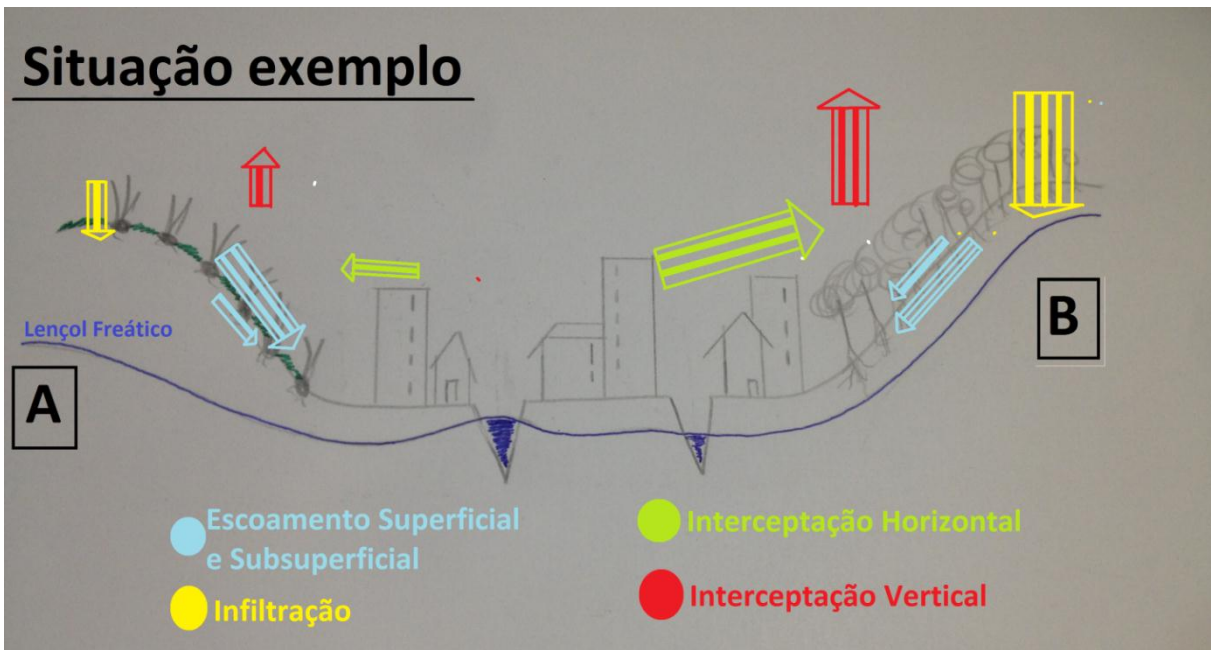 Situação exemplo
Lençol Freático
A
B
Escoamento Superficial
e Subsuperficial
Infiltração
Interceptação Horizontal
Interceptação Vertical